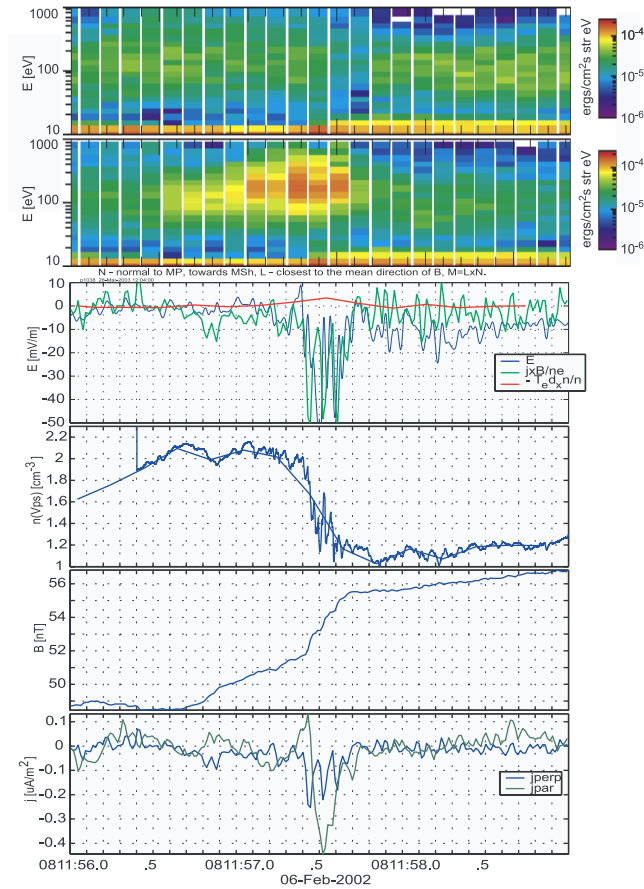 1000
E [eV]
100
10
10⁻⁴
10⁻⁵
10⁻⁶
ergs/cm²s str eV
1000
E [eV]
100
10
10⁻⁴
10⁻⁵
10⁻⁶
ergs/cm²s str eV
N - normal to MP, towards MSh, L - closest to the mean direction of B, M=LxN.
10
0
-10
-20
-30
-40
-50
E [mV/m]
E
jxB/ne
- Tₑdₓn/n
2.2
2
1.8
1.6
1.4
1.2
1
n(Vps) [cm⁻³]
56
54
52
50
B [nT]
0.1
0
-0.1
-0.2
-0.3
-0.4
j [uA/m²]
jperp
jpar
0811:56.0 .5 0811:57.0 .5 0811:58.0 .5
06-Feb-2002